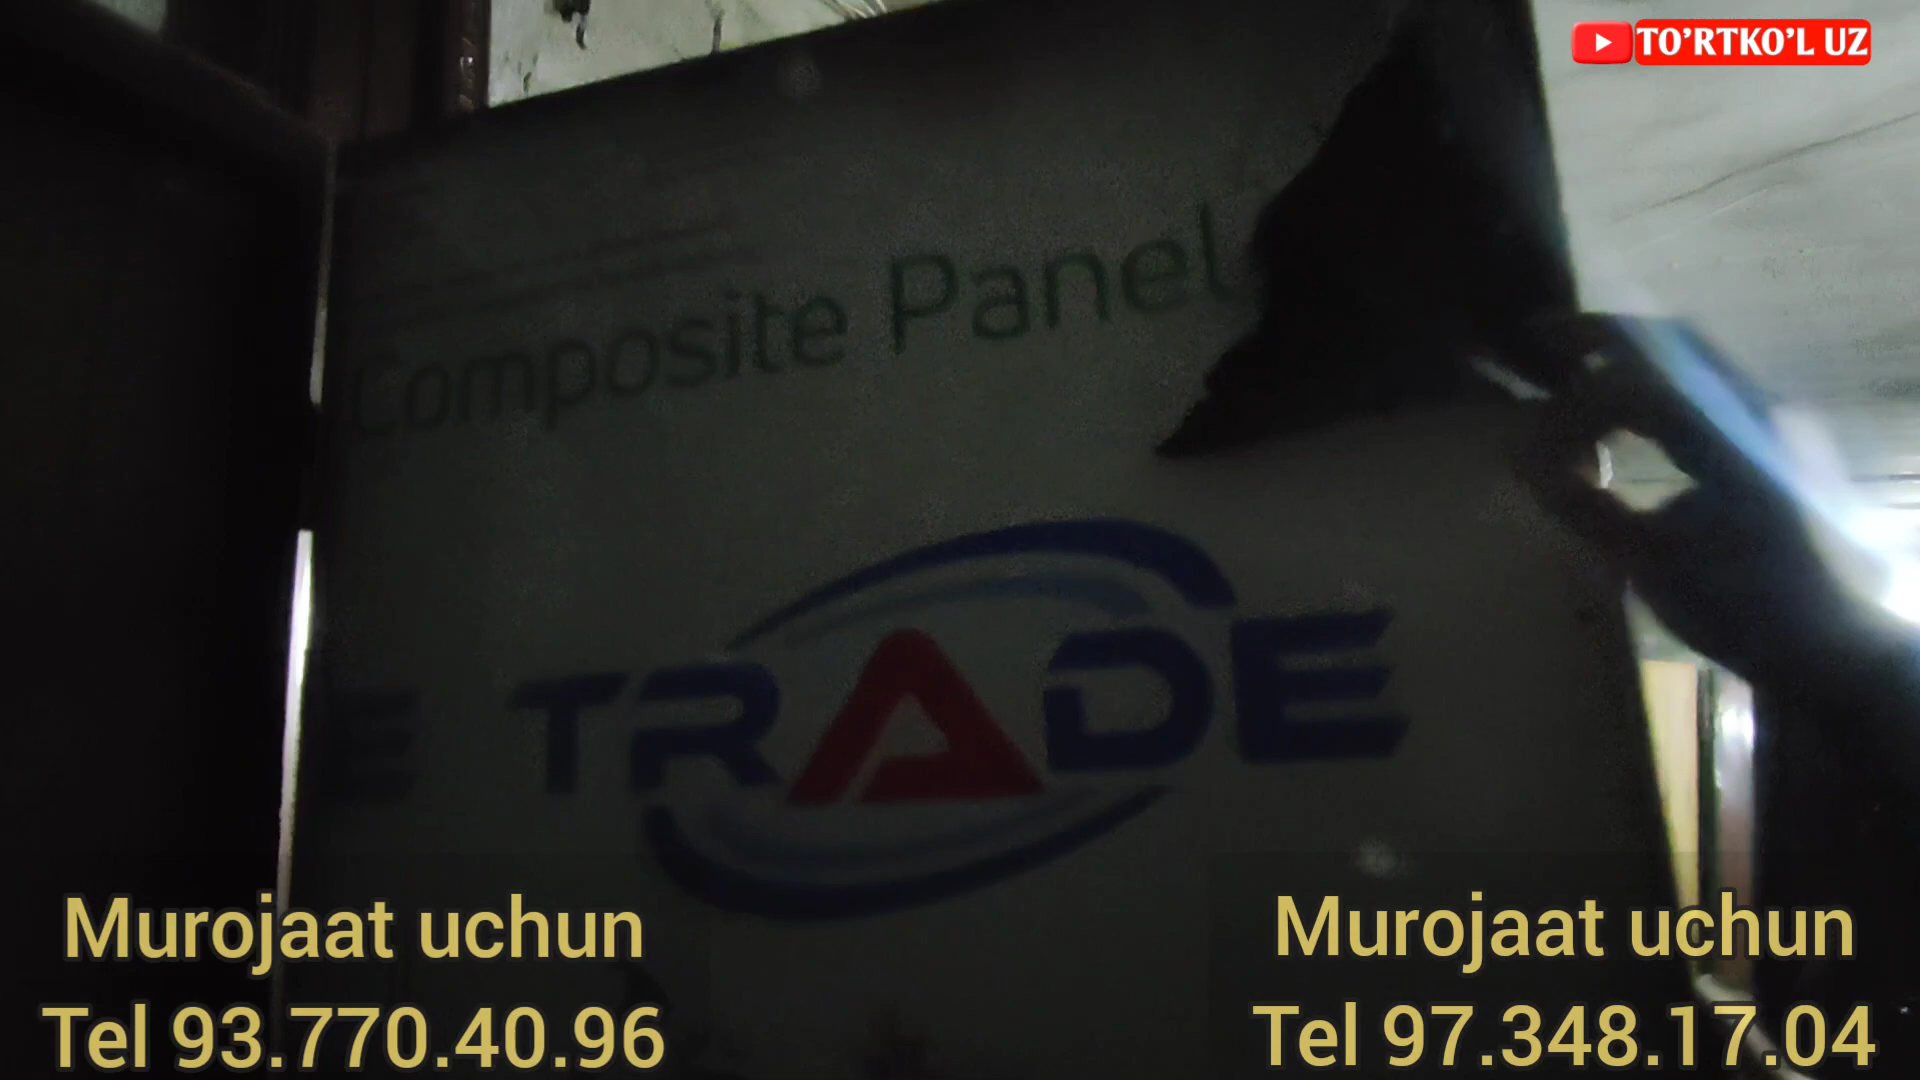 TO’RTKO’L UZ
Composite Panel
E TRADE
Murojaat uchun
Tel 93.770.40.96
Murojaat uchun
Tel 97.348.17.04